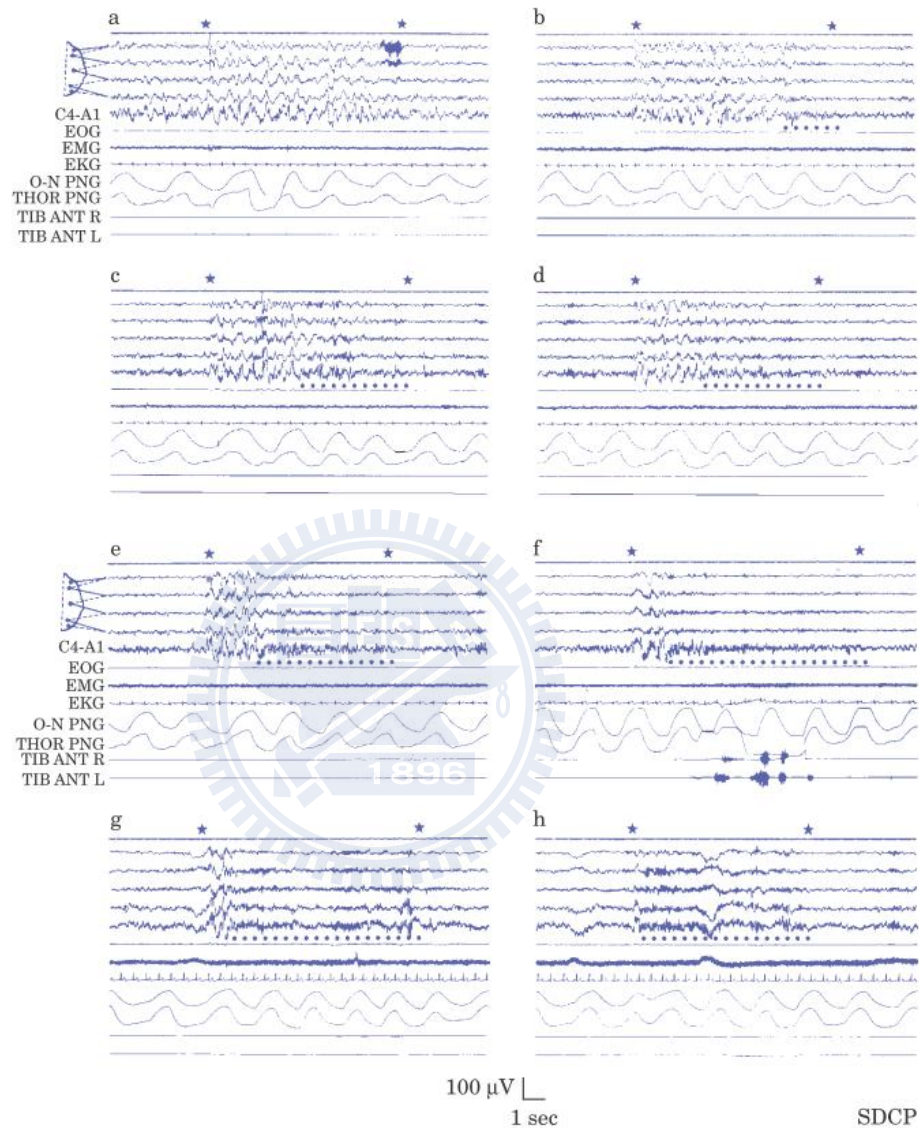 a
b
C4-A1
EOG
EMG
EKG
O-N PNG
THOR PNG
TIB ANT R
TIB ANT L
c
d
e
f
C4-A1
EOG
EMG
EKG
O-N PNG
THOR PNG
TIB ANT R
TIB ANT L
1896
g
h
100 µV
1 sec
SDCP